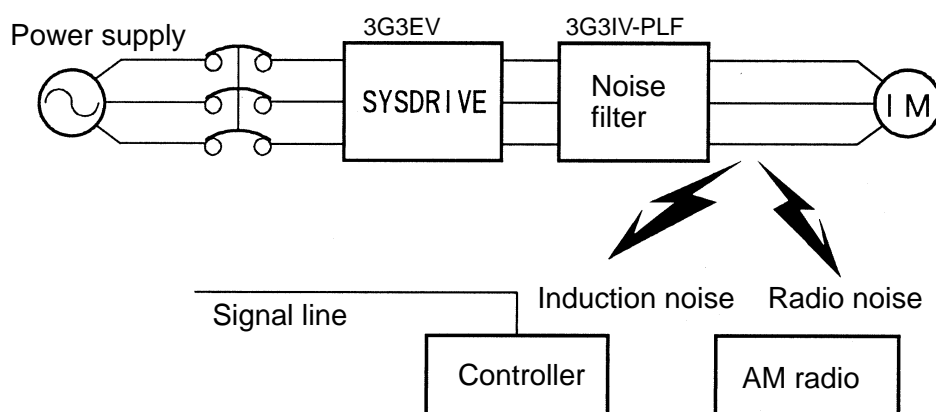 3G3EV
3G3IV-PLF
Power supply
SYSDRIVE
Noise
filter
IM
Induction noise
Radio noise
Signal line
Controller
AM radio